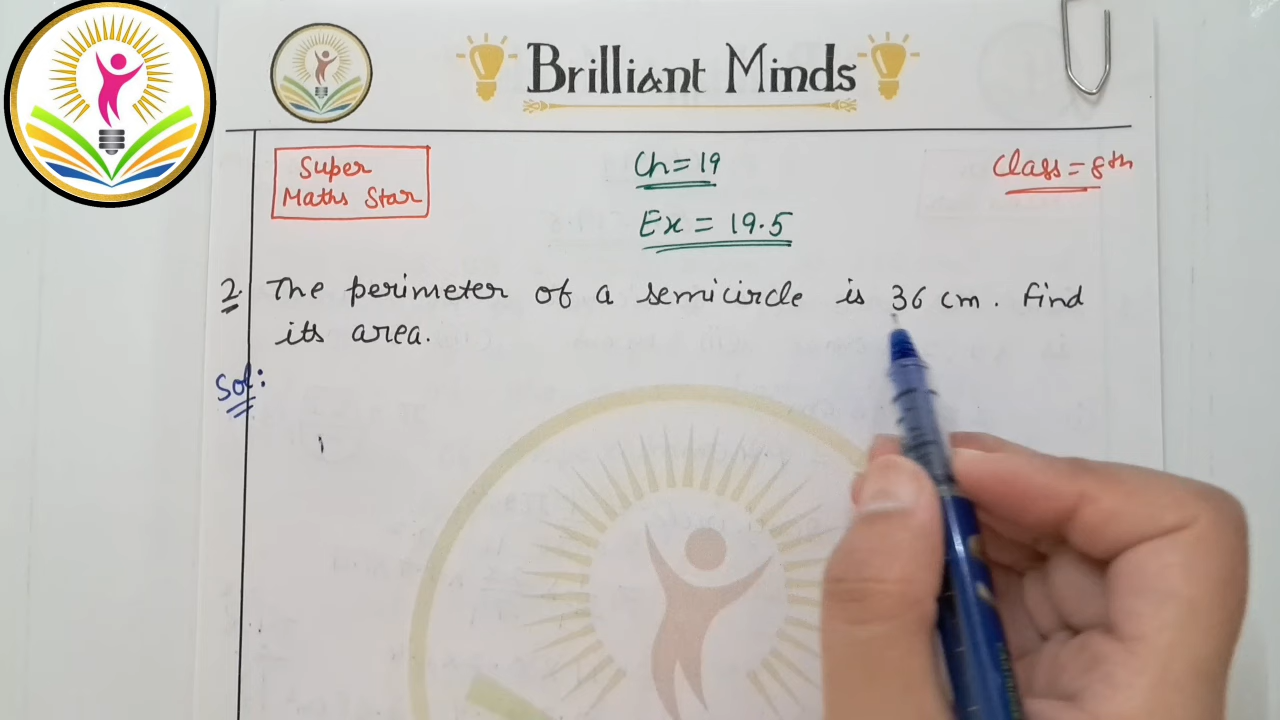 Brilliant Minds
Super
Maths Star
Ch = 19
Class = 8th
Ex = 19.5
2. The perimeter of a semicircle is 36 cm. Find
its area.
Sol: